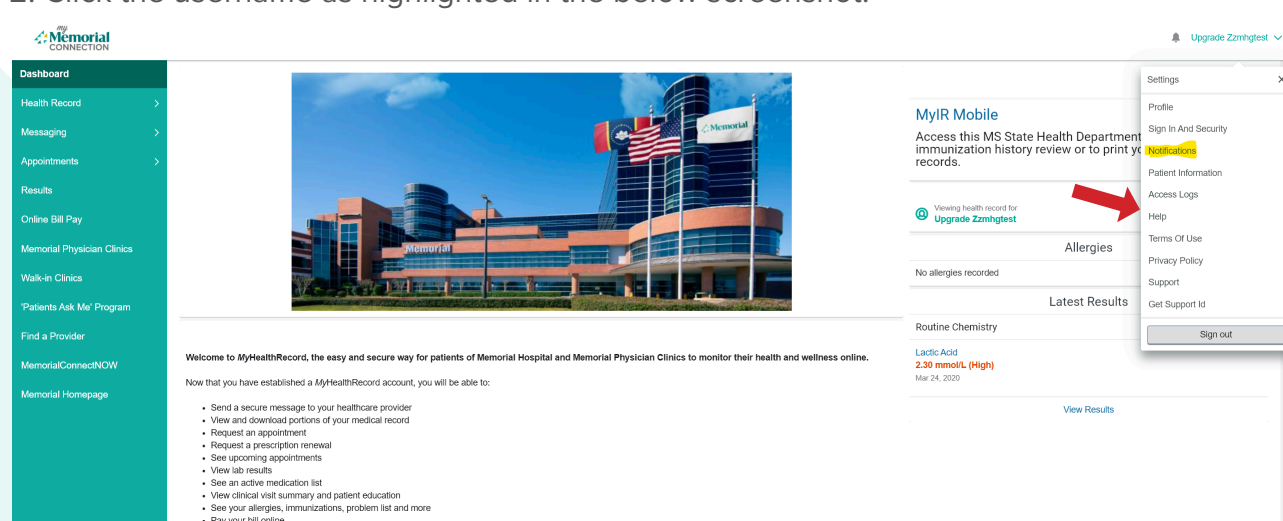 2. Click the username as highlighted in the below screenshot.
my
Memorial
CONNECTION
Upgrade Zzmhgtest
Dashboard
Health Record
Messaging
Appointments
Results
Online Bill Pay
Memorial Physician Clinics
Walk-in Clinics
'Patients Ask Me' Program
Find a Provider
MemorialConnectNOW
Memorial Homepage
Memorial
Memorial
Welcome to MyHealthRecord, the easy and secure way for patients of Memorial Hospital and Memorial Physician Clinics to monitor their health and wellness online.
Now that you have established a MyHealthRecord account, you will be able to:
• Send a secure message to your healthcare provider
• View and download portions of your medical record
• Request an appointment
• Request a prescription renewal
• See upcoming appointments
• View lab results
• See an active medication list
• View clinical visit summary and patient education
• See your allergies, immunizations, problem list and more
• Pay your bill online
MyIR Mobile
Access this MS State Health Department
immunization history review or to print yo
records.
Viewing health record for
Upgrade Zzmhgtest
Allergies
No allergies recorded
Latest Results
Routine Chemistry
Lactic Acid
2.30 mmol/L (High)
Mar 24, 2020
View Results
Settings
Profile
Sign In And Security
Notifications
Patient Information
Access Logs
Help
Terms Of Use
Privacy Policy
Support
Get Support Id
Sign out